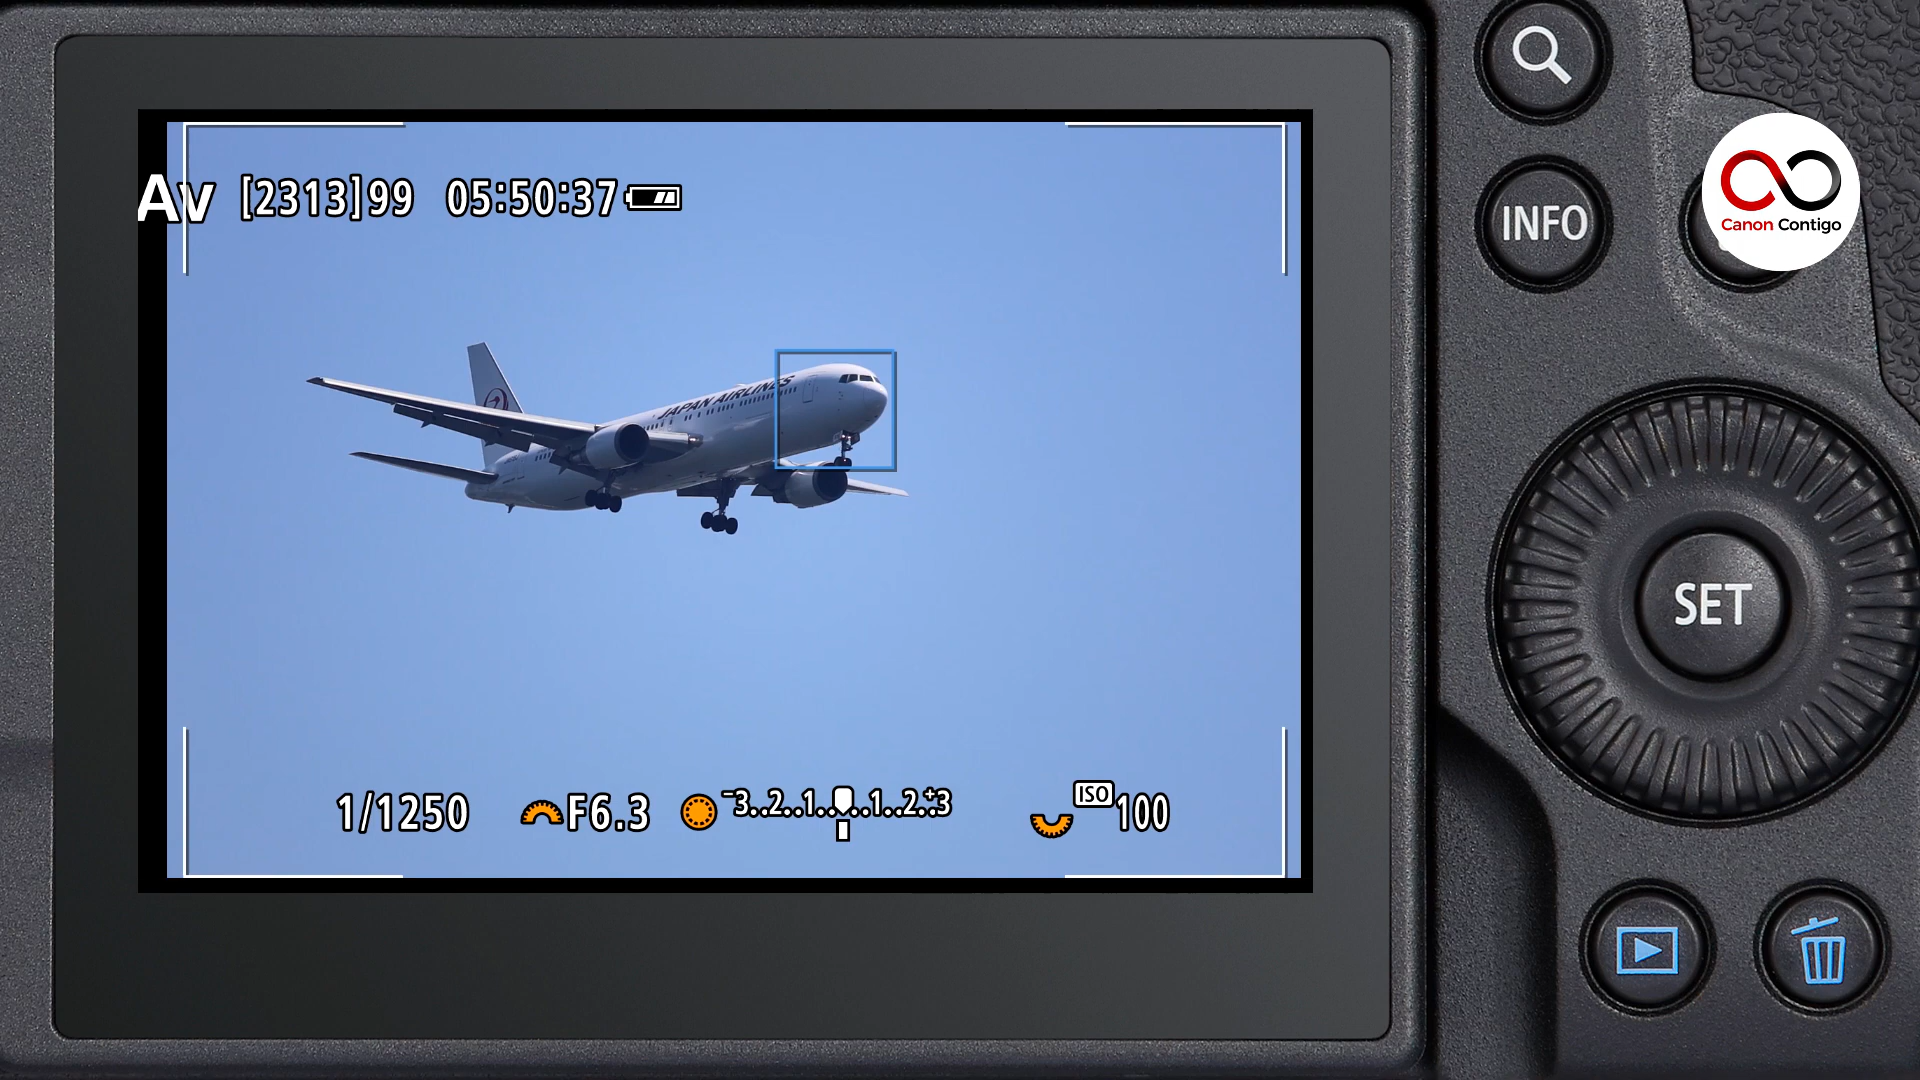 Av [2313]99 05:50:37
JAPAN AIRLINES
1/1250 F6.3 -3..2..1....1..2..+3 ISO 100
INFO
Canon Contigo
SET